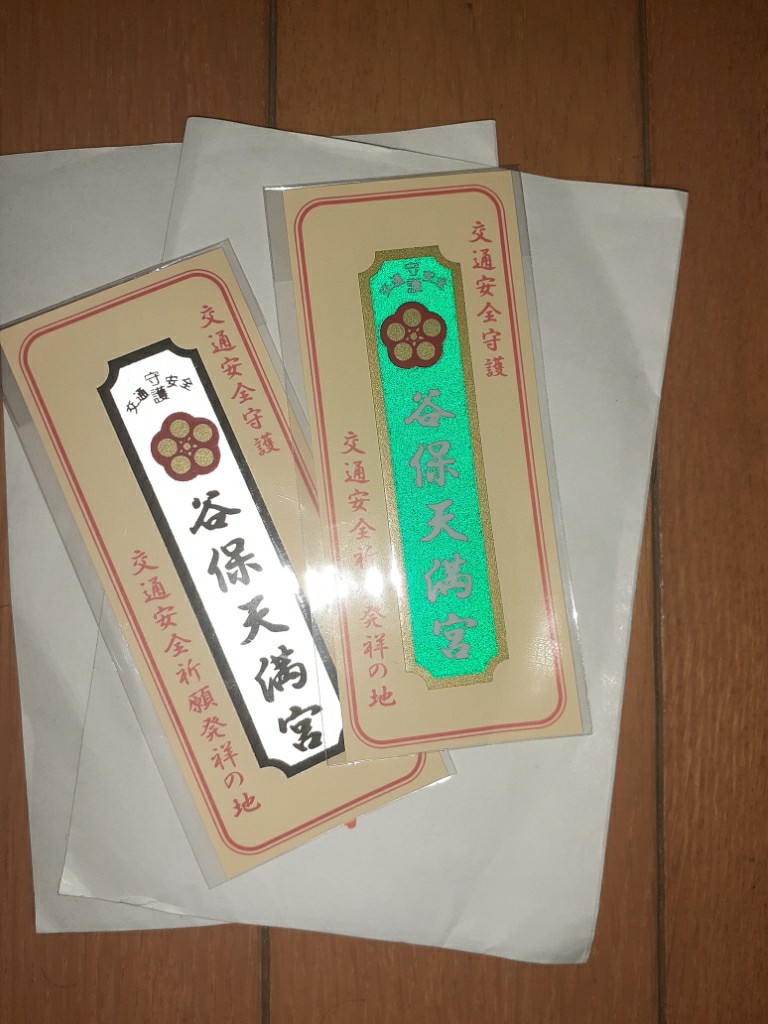 交通安全守護
交通安全
守護
谷保天満宮
交通安全祈願発祥の地
交通安全守護
交通安全
守護
谷保天満宮
交通安全祈 発祥の地